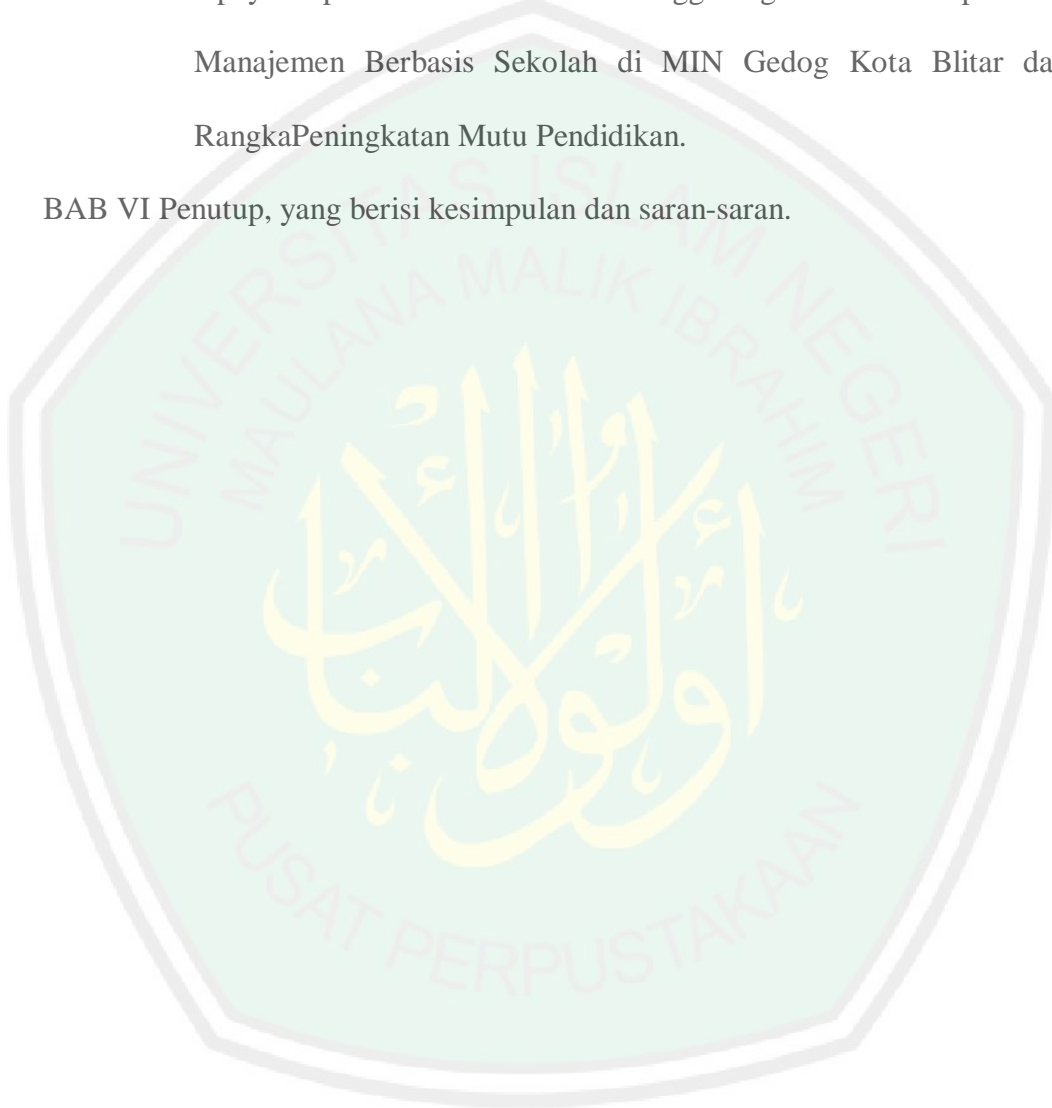 Manajemen Berbasis Sekolah di MIN Gedog Kota Blitar da
RangkaPeningkatan Mutu Pendidikan.
BAB VI Penutup, yang berisi kesimpulan dan saran-saran.
UNIVERSITAS ISLAM NEGERI
MAULANA MALIK IBRAHIM
PUSAT PERPUSTAKAAN